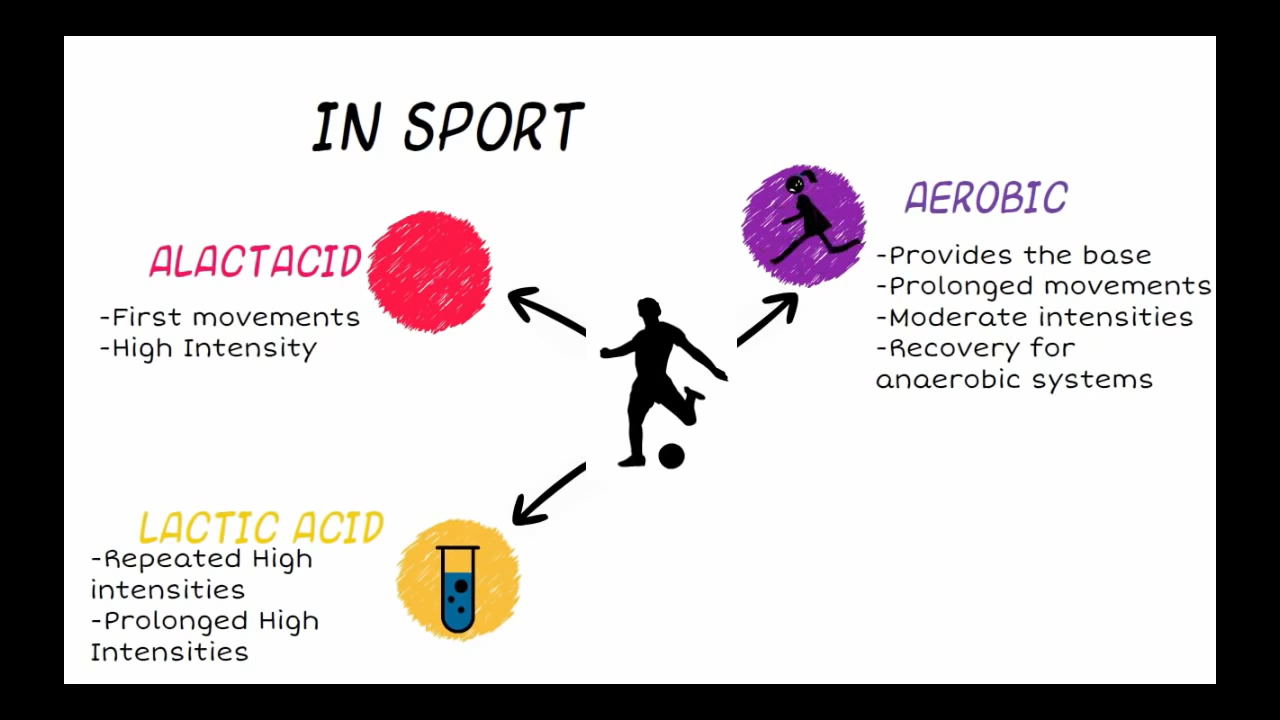 IN SPORT
ALACTACID
-First movements
-High Intensity
AEROBIC
-Provides the base
-Prolonged movements
-Moderate intensities
-Recovery for
anaerobic systems
LACTIC ACID
-Repeated High
intensities
-Prolonged High
Intensities